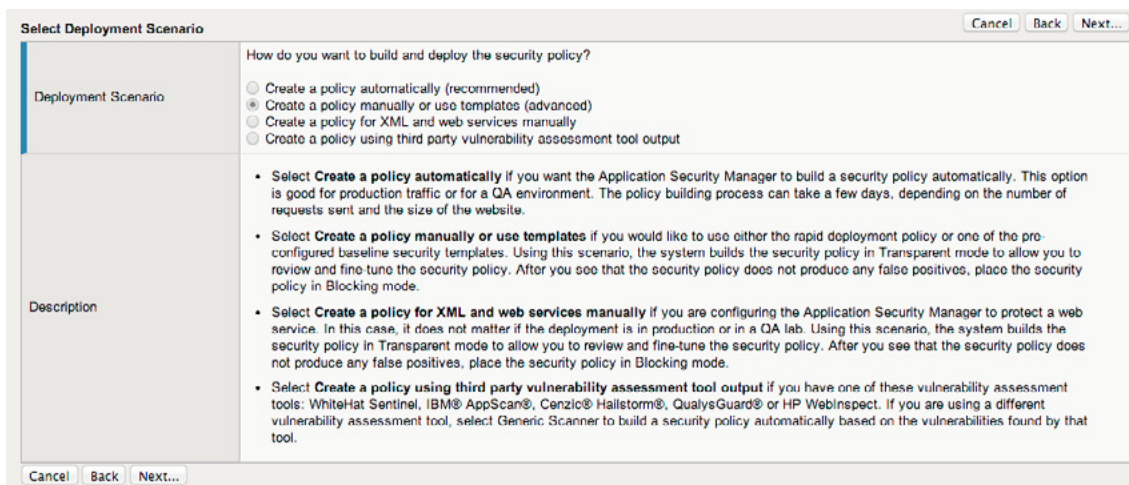 Select Deployment Scenario
Cancel Back Next...
Deployment Scenario
How do you want to build and deploy the security policy?
Create a policy automatically (recommended)
Create a policy manually or use templates (advanced)
Create a policy for XML and web services manually
Create a policy using third party vulnerability assessment tool output
Description
• Select Create a policy automatically if you want the Application Security Manager to build a security policy automatically. This option
is good for production traffic or for a QA environment. The policy building process can take a few days, depending on the number of
requests sent and the size of the website.
• Select Create a policy manually or use templates if you would like to use either the rapid deployment policy or one of the pre-
configured baseline security templates. Using this scenario, the system builds the security policy in Transparent mode to allow you to
review and fine-tune the security policy. After you see that the security policy does not produce any false positives, place the security
policy in Blocking mode.
• Select Create a policy for XML and web services manually if you are configuring the Application Security Manager to protect a web
service. In this case, it does not matter if the deployment is in production or in a QA lab. Using this scenario, the system builds the
security policy in Transparent mode to allow you to review and fine-tune the security policy. After you see that the security policy does
not produce any false positives, place the security policy in Blocking mode.
• Select Create a policy using third party vulnerability assessment tool output if you have one of these vulnerability assessment
tools: WhiteHat Sentinel, IBM® AppScan®, Cenzic® Hailstorm®, QualysGuard® or HP WebInspect. If you are using a different
vulnerability assessment tool, select Generic Scanner to build a security policy automatically based on the vulnerabilities found by that
tool.
Cancel Back Next...